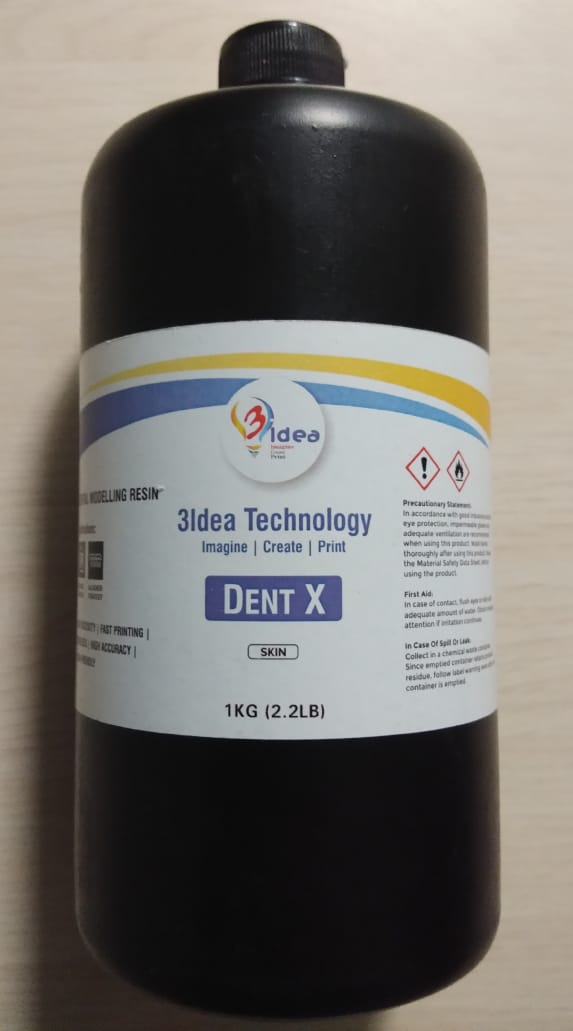 3idea
Imagine
Create
Print
MODELLING RESIN
3Idea Technology
Imagine | Create | Print
DENT X
SKIN
1KG (2.2LB)
| FAST PRINTING |
| HIGH ACCURACY |
Precautionary Statement:
In accordance with good
eye protection, impermeable
adequate ventilation are
when using this product.
thoroughly after using this product.
the Material Safety Data Sheet,
using the product.
First Aid:
In case of contact, flush eyes
adequate amount of water.
attention if irritation continues.
In Case Of Spill Or Leak:
Collect in a chemical waste
Since emptied container
residue, follow label warning
container is emptied.